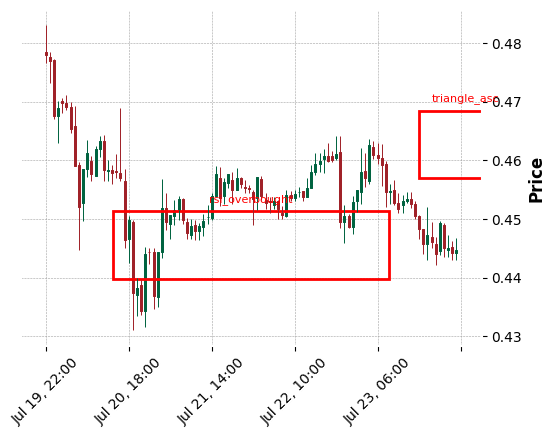 0.48
triangle_asc
0.47
0.46
rsi_overbought
0.45
0.44
0.43
Price
Jul 19, 22:00
Jul 20, 18:00
Jul 21, 14:00
Jul 22, 10:00
Jul 23, 06:00